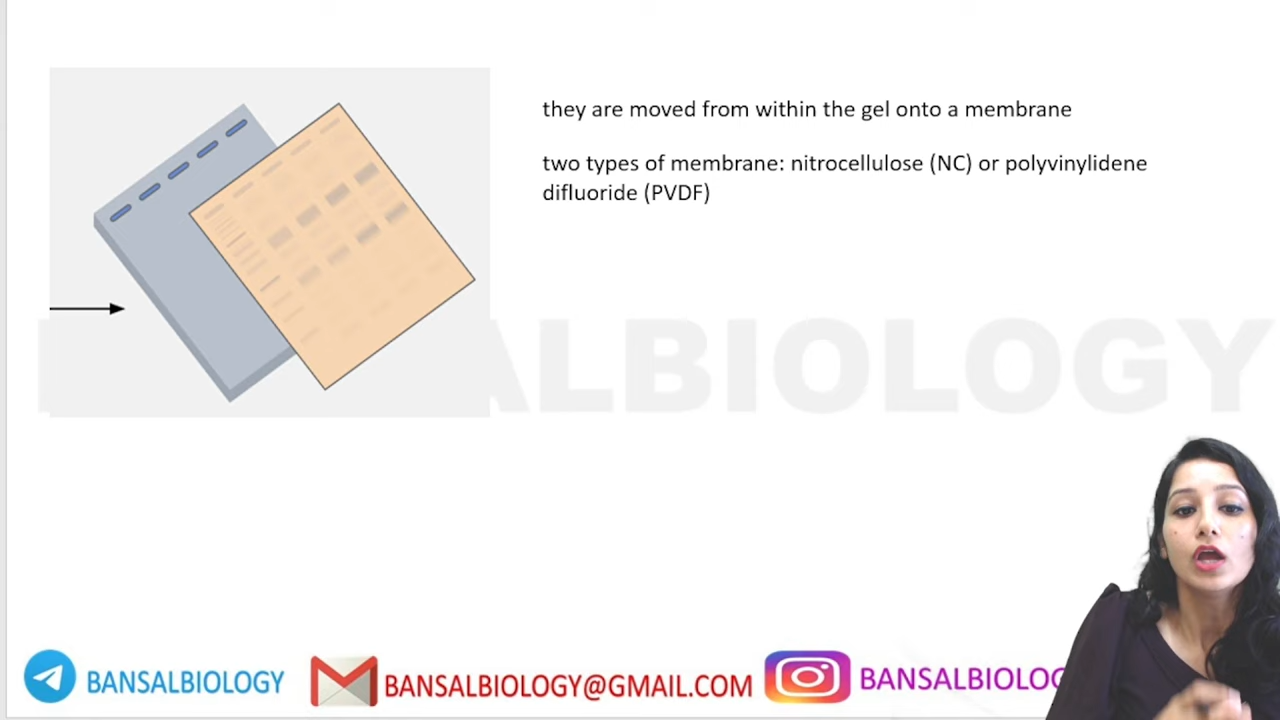 they are moved from within the gel onto a membrane
two types of membrane: nitrocellulose (NC) or polyvinylidene
difluoride (PVDF)
BANSALBIOLOGY
BANSALBIOLOGY@GMAIL.COM